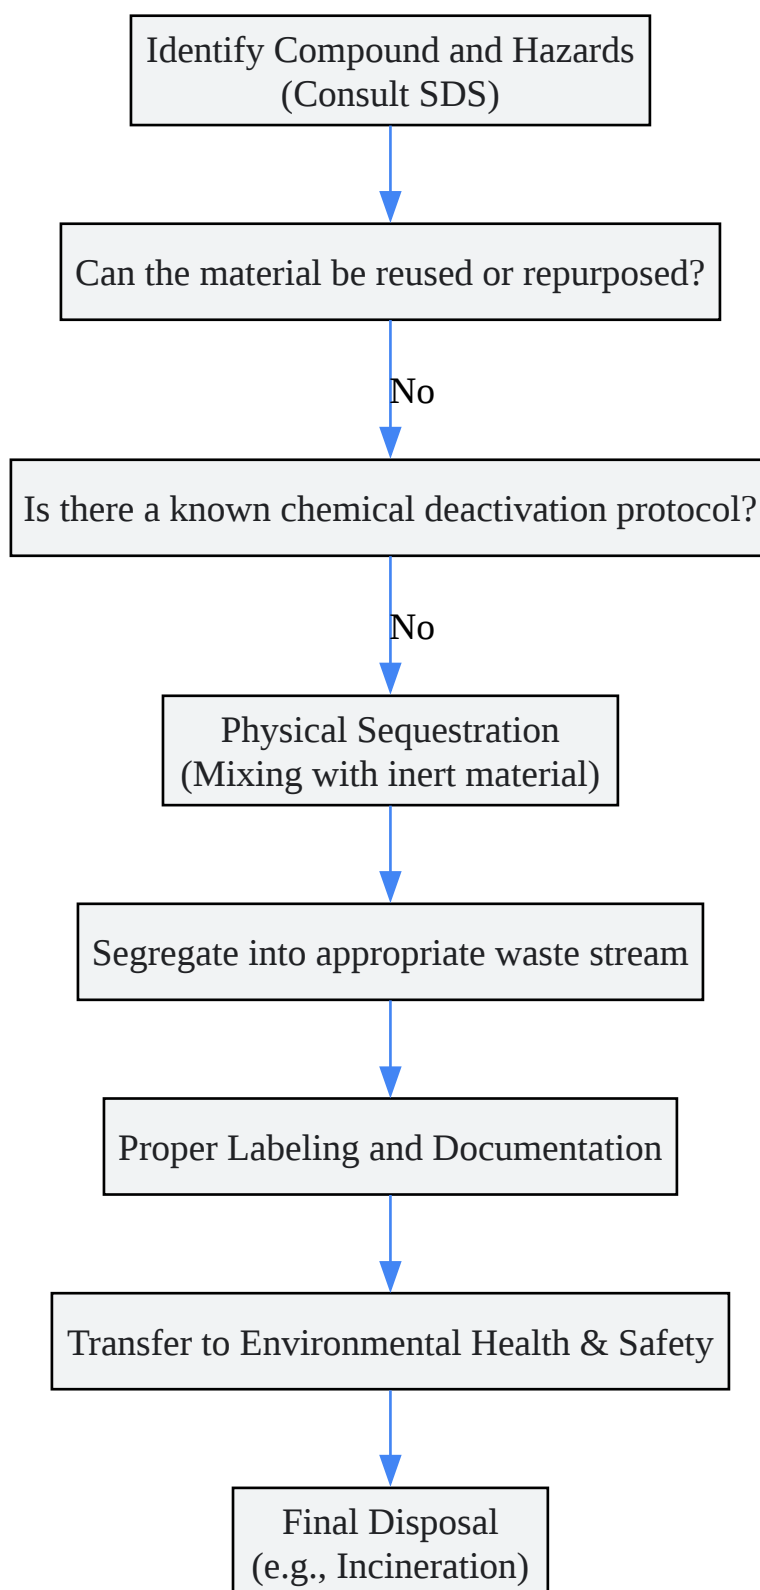 Identify Compound and Hazards
(Consult SDS)
Can the material be reused or repurposed?
No
Is there a known chemical deactivation protocol?
No
Physical Sequestration
(Mixing with inert material)
Segregate into appropriate waste stream
Proper Labeling and Documentation
Transfer to Environmental Health & Safety
Final Disposal
(e.g., Incineration)